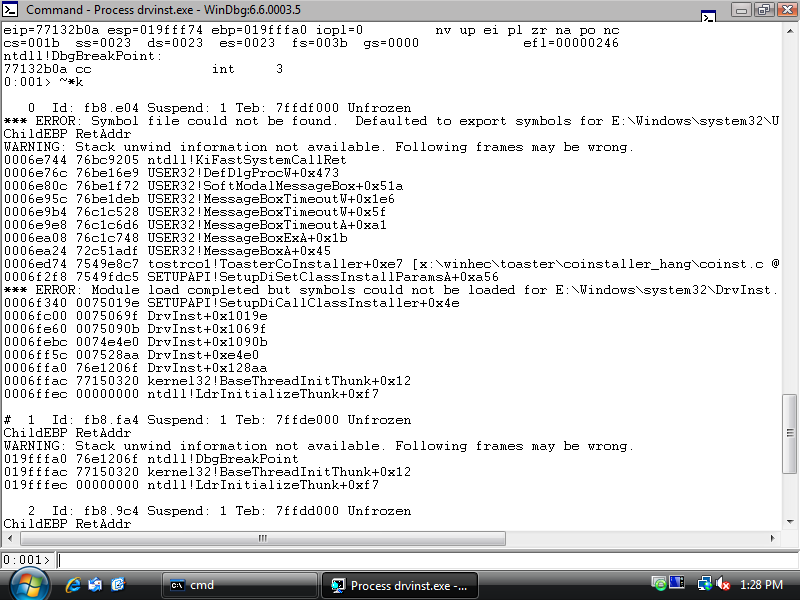 Command - Process drvinst.exe - WinDbg:6.6.0003.5
eip=77132b0a esp=019fff74 ebp=019fffa0 iopl=0         nv up ei pl zr na po nc
cs=001b  ss=0023  ds=0023  es=0023  fs=003b  gs=0000             efl=00000246
ntdll!DbgBreakPoint:
77132b0a cc              int     3
0:001> ~*k
   0  Id: fb8.e04 Suspend: 1 Teb: 7ffdf000 Unfrozen
*** ERROR: Symbol file could not be found.  Defaulted to export symbols for E:\Windows\system32\U
ChildEBP RetAddr
WARNING: Stack unwind information not available. Following frames may be wrong.
0006e744 76bc9205 ntdll!KiFastSystemCallRet
0006e76c 76be16e9 USER32!DefDlgProcW+0x473
0006e80c 76be1f72 USER32!SoftModalMessageBox+0x51a
0006e95c 76be1deb USER32!MessageBoxTimeoutW+0x1e6
0006e9b4 76c1c528 USER32!MessageBoxTimeoutW+0x5f
0006e9e8 76c1c6d6 USER32!MessageBoxTimeoutA+0xa1
0006ea08 76c1c748 USER32!MessageBoxExA+0x1b
0006ea24 72c51adf USER32!MessageBoxA+0x45
0006ed74 7549e8c7 tostrco1!ToasterCoInstaller+0xe7 [x:\winhec\toaster\coinstaller_hang\coinst.c @
0006f2f8 7549fdc5 SETUPAPI!SetupDiSetClassInstallParamsA+0xa56
*** ERROR: Module load completed but symbols could not be loaded for E:\Windows\system32\DrvInst.
0006f340 0075019e SETUPAPI!SetupDiCallClassInstaller+0x4e
0006fc00 0075069f DrvInst+0x1019e
0006fe60 0075090b DrvInst+0x1069f
0006febc 0074e4e0 DrvInst+0x1090b
0006ff5c 007528aa DrvInst+0xe4e0
0006ffa0 76e1206f DrvInst+0x128aa
0006ffac 77150320 kernel32!BaseThreadInitThunk+0x12
0006ffec 00000000 ntdll!LdrInitializeThunk+0xf7
#  1  Id: fb8.fa4 Suspend: 1 Teb: 7ffde000 Unfrozen
ChildEBP RetAddr
WARNING: Stack unwind information not available. Following frames may be wrong.
019fffa0 76e1206f ntdll!DbgBreakPoint
019fffac 77150320 kernel32!BaseThreadInitThunk+0x12
019fffec 00000000 ntdll!LdrInitializeThunk+0xf7
   2  Id: fb8.9c4 Suspend: 1 Teb: 7ffdd000 Unfrozen
ChildEBP RetAddr
0:001>
cmd
Process drvinst.exe -...
1:28 PM